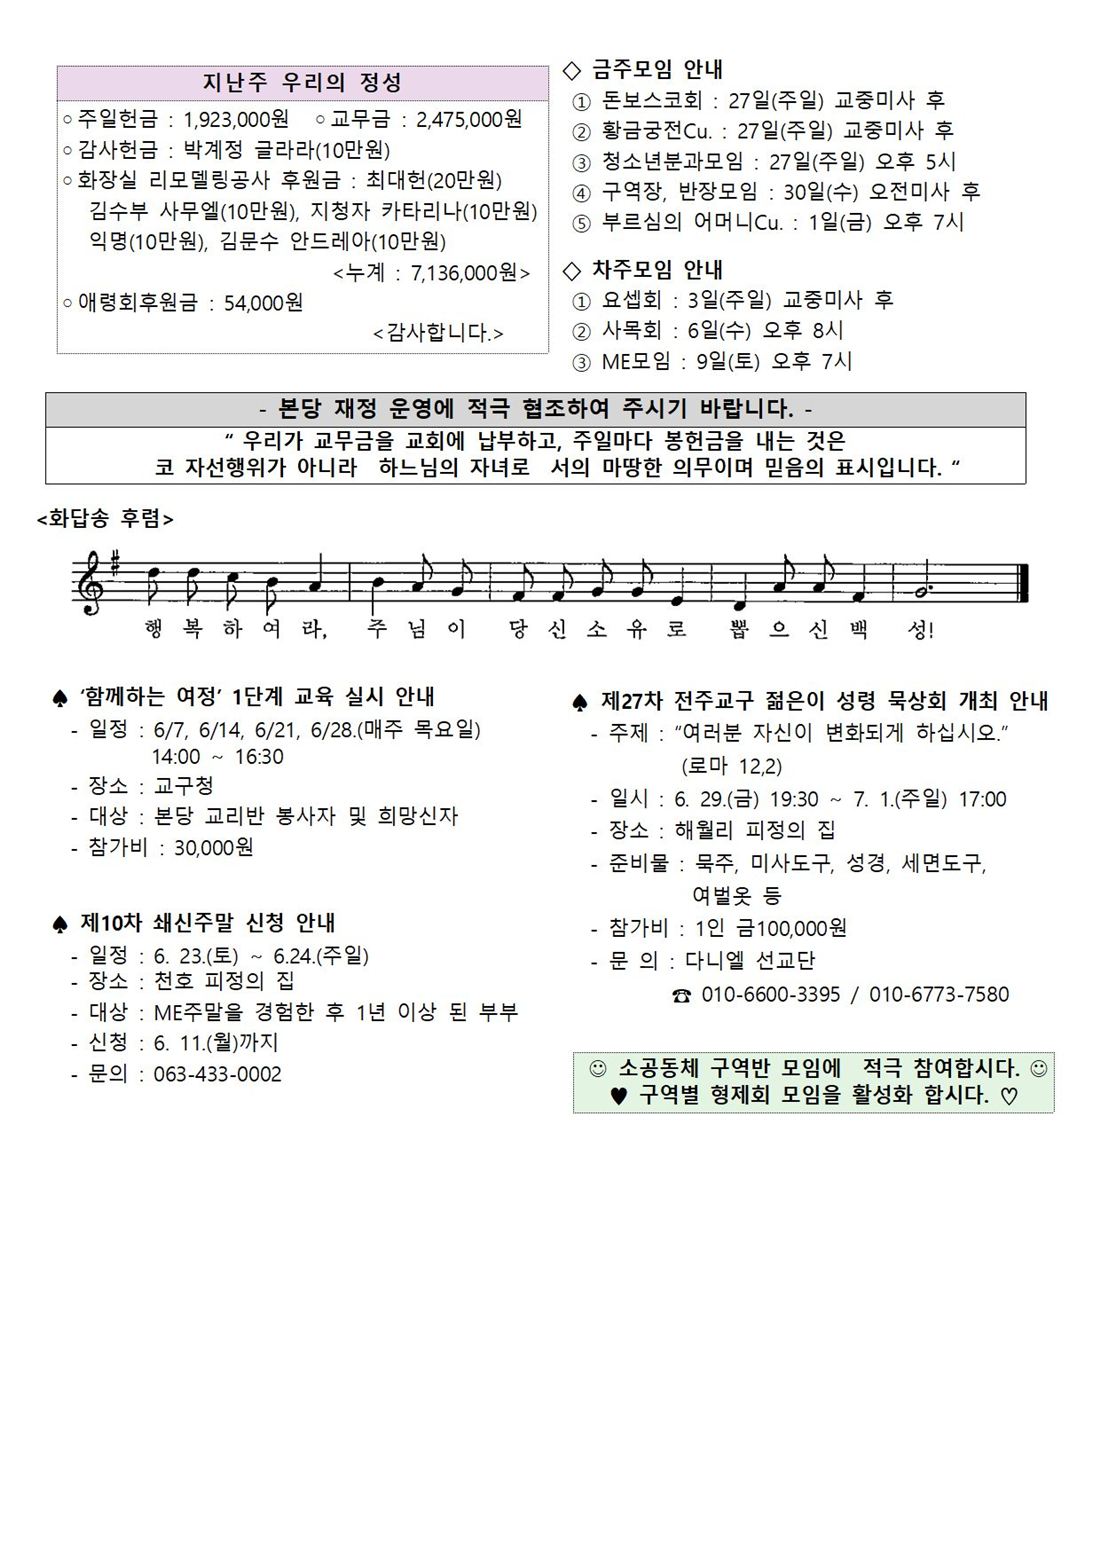 지난주 우리의 정성
○ 주일헌금 : 1,923,000원 ○ 교무금 : 2,475,000원
○ 감사헌금 : 박계정 글라라(10만원)
○ 화장실 리모델링공사 후원금 : 최대헌(20만원)
김수부 사무엘(10만원), 지청자 카타리나(10만원)
익명(10만원), 김문수 안드레아(10만원)
<누계 : 7,136,000원>
○ 애령회후원금 : 54,000원
<감사합니다.>
◇ 금주모임 안내
① 돈보스코회 : 27일(주일) 교중미사 후
② 황금궁전Cu. : 27일(주일) 교중미사 후
③ 청소년분과모임 : 27일(주일) 오후 5시
④ 구역장, 반장모임 : 30일(수) 오전미사 후
⑤ 부르심의 어머니Cu. : 1일(금) 오후 7시
◇ 차주모임 안내
① 요셉회 : 3일(주일) 교중미사 후
② 사목회 : 6일(수) 오후 8시
③ ME모임 : 9일(토) 오후 7시
- 본당 재정 운영에 적극 협조하여 주시기 바랍니다. -
“ 우리가 교무금을 교회에 납부하고, 주일마다 봉헌금을 내는 것은
코 자선행위가 아니라 하느님의 자녀로 서의 마땅한 의무이며 믿음의 표시입니다. “
<화답송 후렴>
행 복 하 여 라, 주 님 이 당 신 소 유 로 뽑 으 신 백 성!
♠ ‘함께하는 여정’ 1단계 교육 실시 안내
- 일정 : 6/7, 6/14, 6/21, 6/28.(매주 목요일)
14:00 ~ 16:30
- 장소 : 교구청
- 대상 : 본당 교리반 봉사자 및 희망신자
- 참가비 : 30,000원
♠ 제10차 쇄신주말 신청 안내
- 일정 : 6. 23.(토) ~ 6.24.(주일)
- 장소 : 천호 피정의 집
- 대상 : ME주말을 경험한 후 1년 이상 된 부부
- 신청 : 6. 11.(월)까지
- 문의 : 063-433-0002
♠ 제27차 전주교구 젊은이 성령 묵상회 개최 안내
- 주제 : “여러분 자신이 변화되게 하십시오.”
(로마 12,2)
- 일시 : 6. 29.(금) 19:30 ~ 7. 1.(주일) 17:00
- 장소 : 해월리 피정의 집
- 준비물 : 묵주, 미사도구, 성경, 세면도구,
여벌옷 등
- 참가비 : 1인 금100,000원
- 문 의 : 다니엘 선교단
☎ 010-6600-3395 / 010-6773-7580
☺ 소공동체 구역반 모임에 적극 참여합시다. ☺
♥ 구역별 형제회 모임을 활성화 합시다. ♡